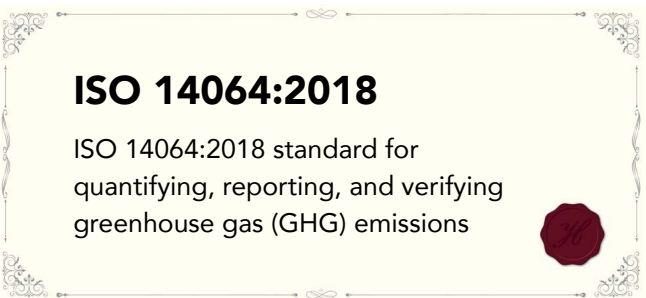 ISO 14064:2018
ISO 14064:2018 standard for
quantifying, reporting, and verifying
greenhouse gas (GHG) emissions